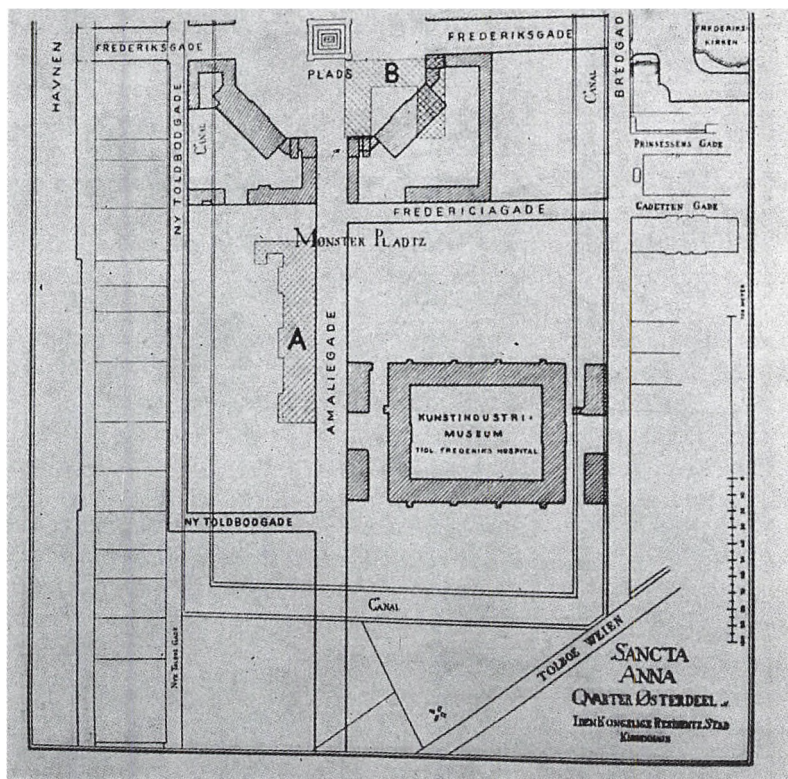 HAVNEN
FREDERIKSGADE
NY TOLDBODGADE
CANAL
PLADS
B
FREDERIKSGADE
CANAL
BREDGAD
FREDERIKS-
KIRKEN
PRINSESSENS GADE
CADETTEN GADE
FREDERICIAGADE
MØNSTER PLADTZ
A
AMALIEGADE
KUNSTINDUSTRI-
MUSEUM
TIDL. FREDERIKS HOSPITAL
NY TOLDBODGADE
CANAL
TOLBOE WEIEN
SANCTA
ANNA
QVARTER ØSTERDEEL